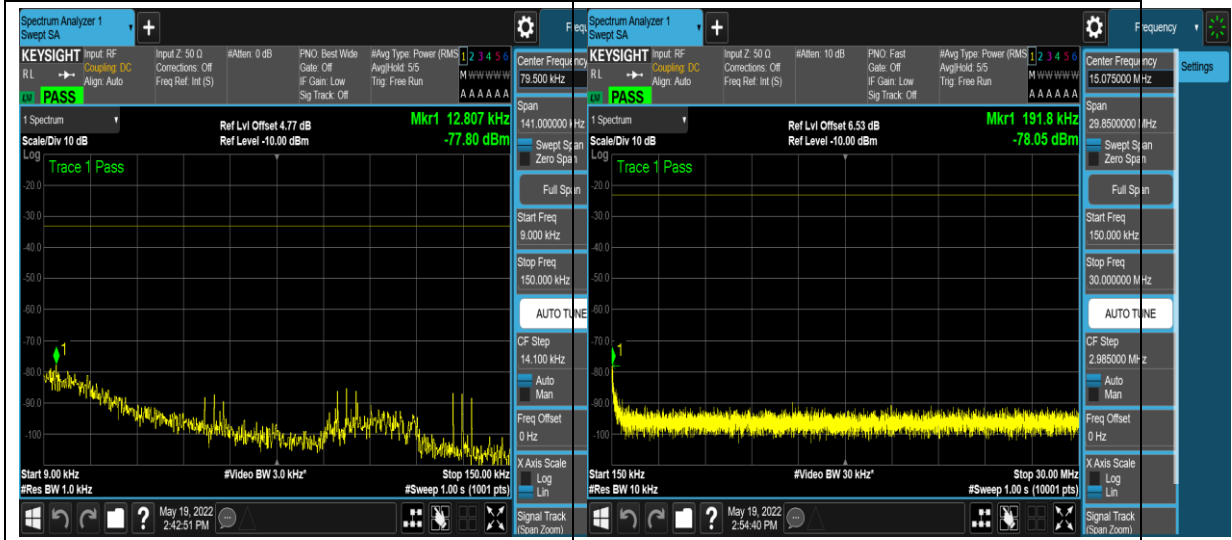 Spectrum Analyzer 1
Swept SA
+
KEYSIGHT
Input: RF
RL
Coupling: DC
Align: Auto
Input Z: 50 Ω
Corrections: Off
Freq Ref: Int (S)
#Atten: 0 dB
PNO: Best Wide
Gate: Off
IF Gain: Low
Sig Track: Off
#Avg Type: Power (RMS
Avg|Hold: 5/5
Trig: Free Run
1 2 3 4 5 6
M W W W W W
A A A A A A
PASS
1 Spectrum
Scale/Div 10 dB
Log
Ref Lvl Offset 4.77 dB
Ref Level -10.00 dBm
Mkr1 12.807 kHz
-77.80 dBm
Trace 1 Pass
-20.0
-30.0
-40.0
-50.0
-60.0
-70.0
-80.0
-90.0
-100
1
Start 9.00 kHz
#Res BW 1.0 kHz
#Video BW 3.0 kHz*
Stop 150.00 kHz
#Sweep 1.00 s (1001 pts)
?
May 19, 2022
2:42:51 PM
Frequ
Center Frequency
79.500 kHz
Span
141.000000 kHz
Swept Span
Zero Span
Full Span
Start Freq
9.000 kHz
Stop Freq
150.000 kHz
AUTO TUNE
CF Step
14.100 kHz
Auto
Man
Freq Offset
0 Hz
X Axis Scale
Log
Lin
Signal Track
(Span Zoom)
Spectrum Analyzer 1
Swept SA
+
KEYSIGHT
Input: RF
RL
Coupling: DC
Align: Auto
Input Z: 50 Ω
Corrections: Off
Freq Ref: Int (S)
#Atten: 10 dB
PNO: Fast
Gate: Off
IF Gain: Low
Sig Track: Off
#Avg Type: Power (RMS
Avg|Hold: 5/5
Trig: Free Run
1 2 3 4 5 6
M W W W W W
A A A A A A
PASS
1 Spectrum
Scale/Div 10 dB
Log
Ref Lvl Offset 6.53 dB
Ref Level -10.00 dBm
Mkr1 191.8 kHz
-78.05 dBm
Trace 1 Pass
-20.0
-30.0
-40.0
-50.0
-60.0
-70.0
-80.0
-90.0
-100
1
Start 150 kHz
#Res BW 10 kHz
#Video BW 30 kHz*
Stop 30.00 MHz
#Sweep 1.00 s (10001 pts)
?
May 19, 2022
2:54:40 PM
Frequency
Settings
Center Frequency
15.075000 MHz
Span
29.8500000 MHz
Swept Span
Zero Span
Full Span
Start Freq
150.000 kHz
Stop Freq
30.000000 MHz
AUTO TUNE
CF Step
2.985000 MHz
Auto
Man
Freq Offset
0 Hz
X Axis Scale
Log
Lin
Signal Track
(Span Zoom)